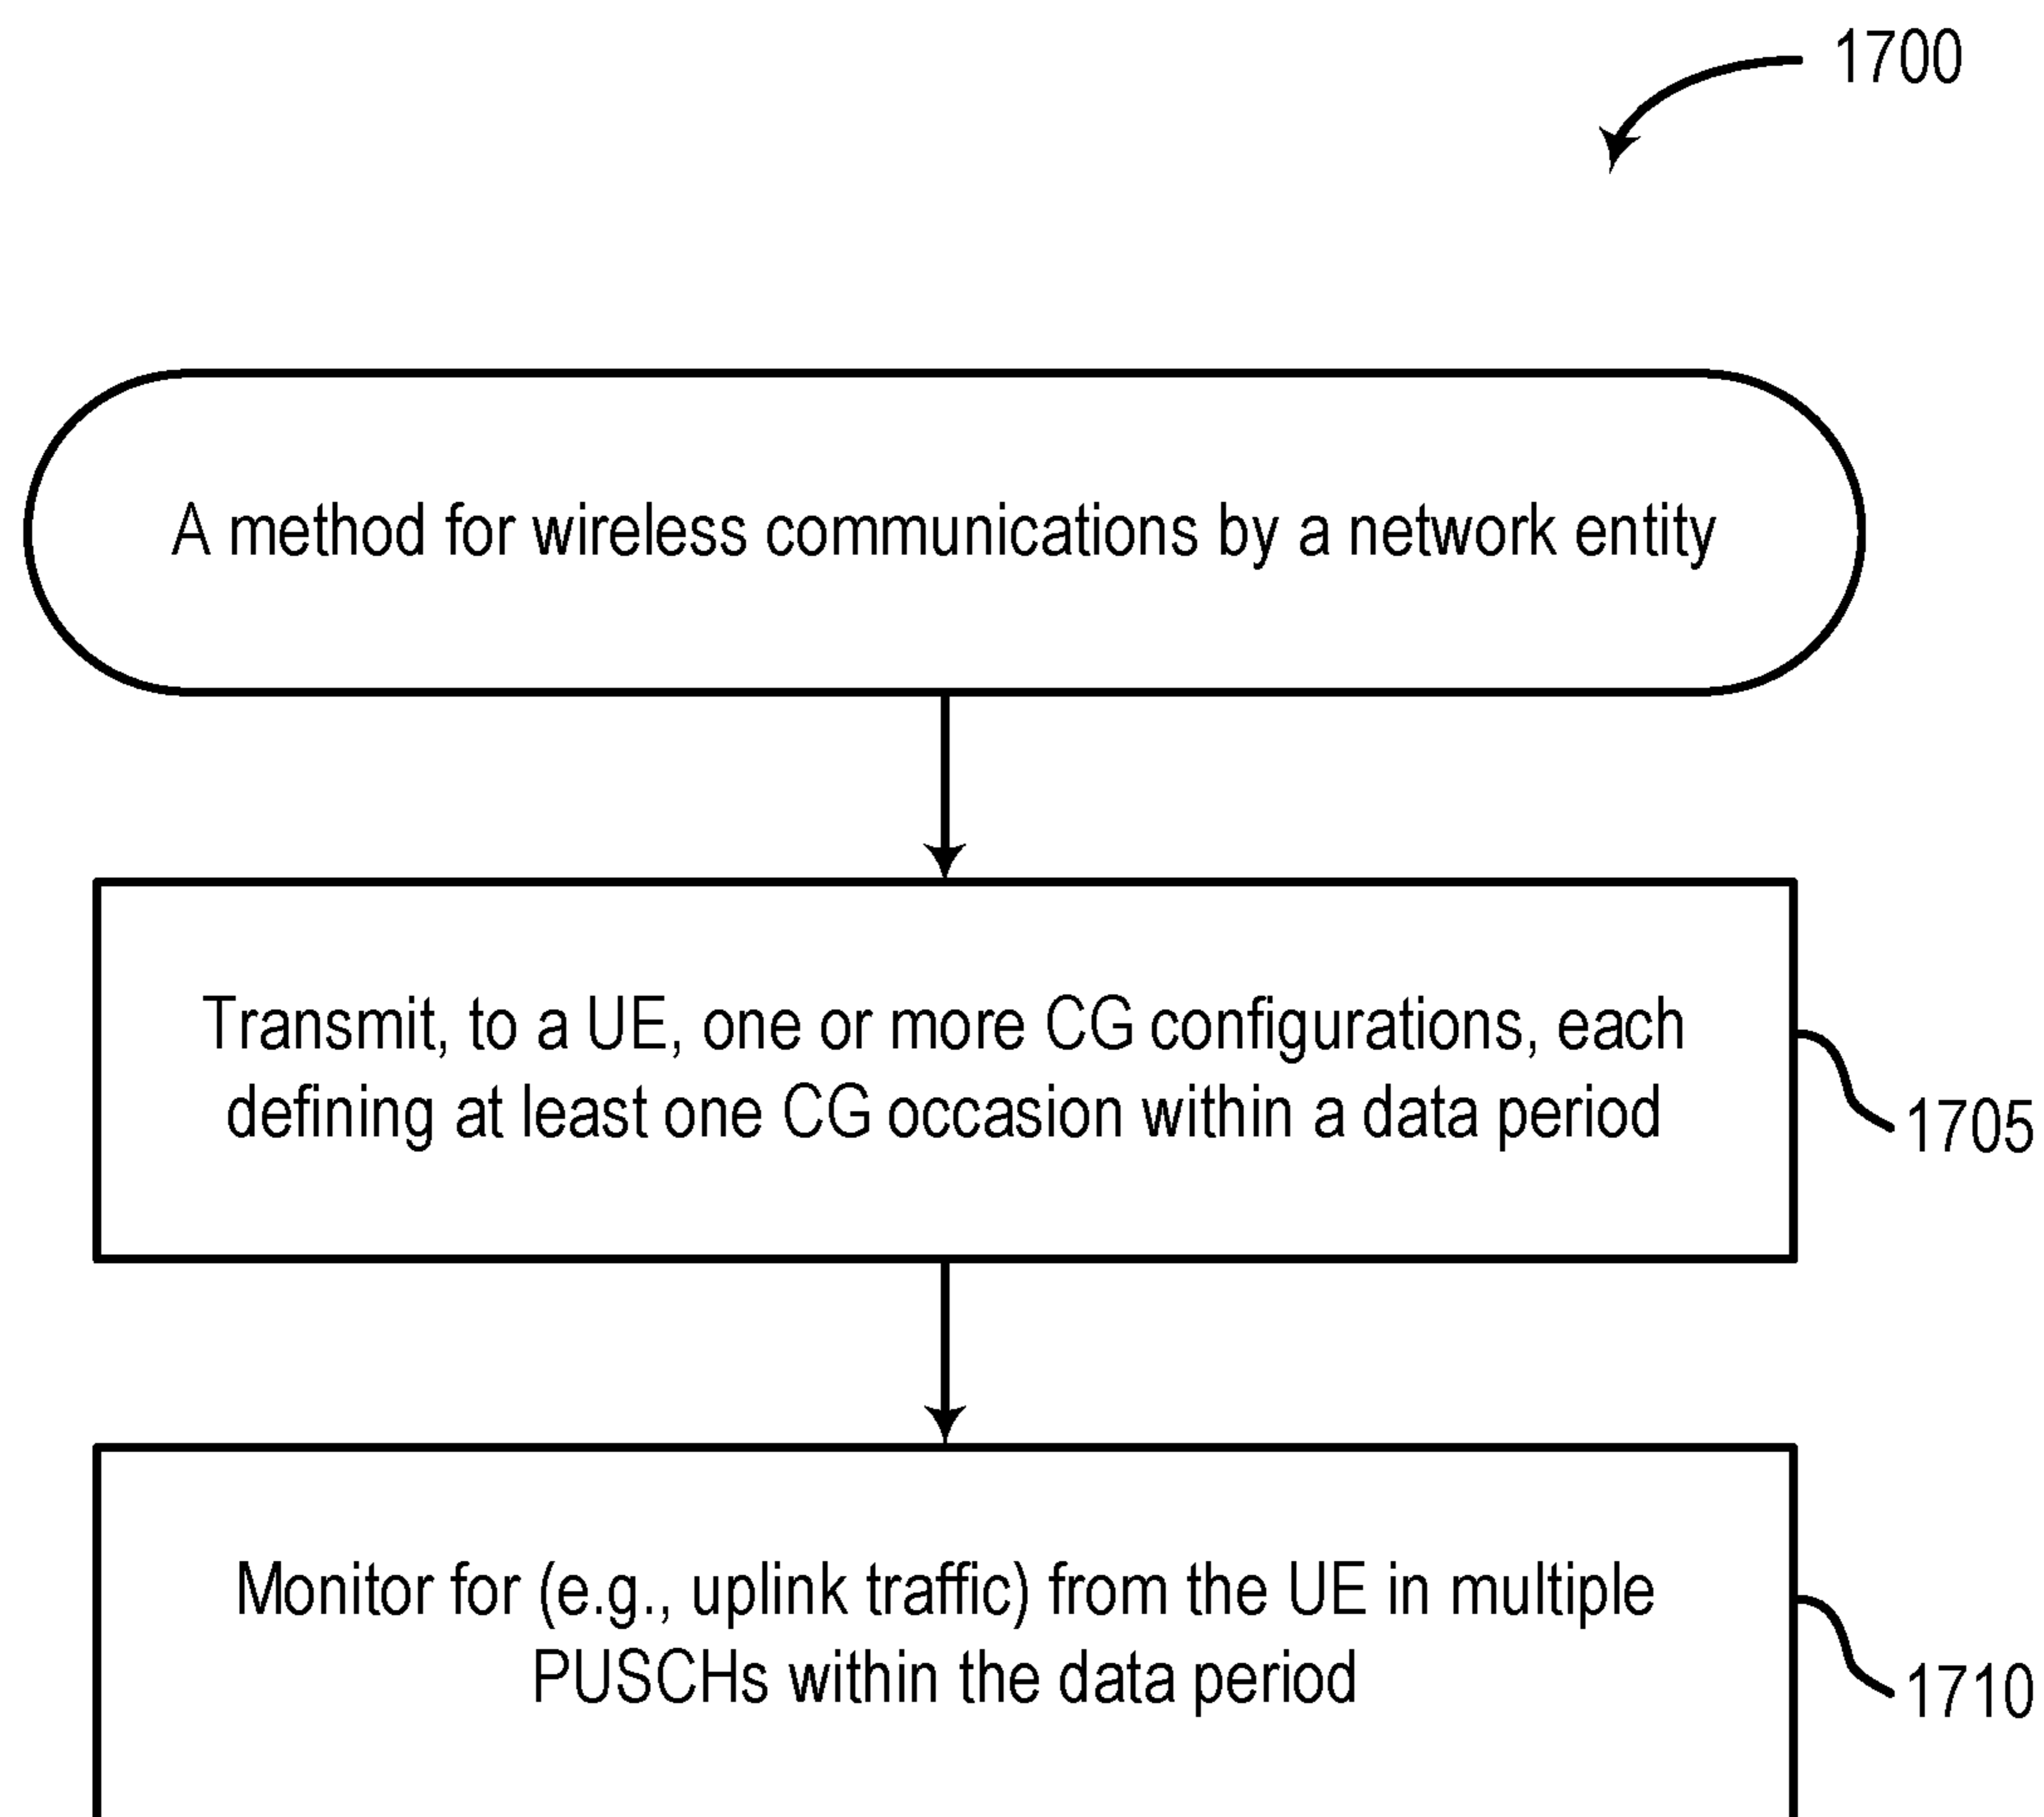 1700
A method for wireless communications by a network entity
Transmit, to a UE, one or more CG configurations, each
defining at least one CG occasion within a data period
1705
Monitor for (e.g., uplink traffic) from the UE in multiple
PUSCHs within the data period
1710